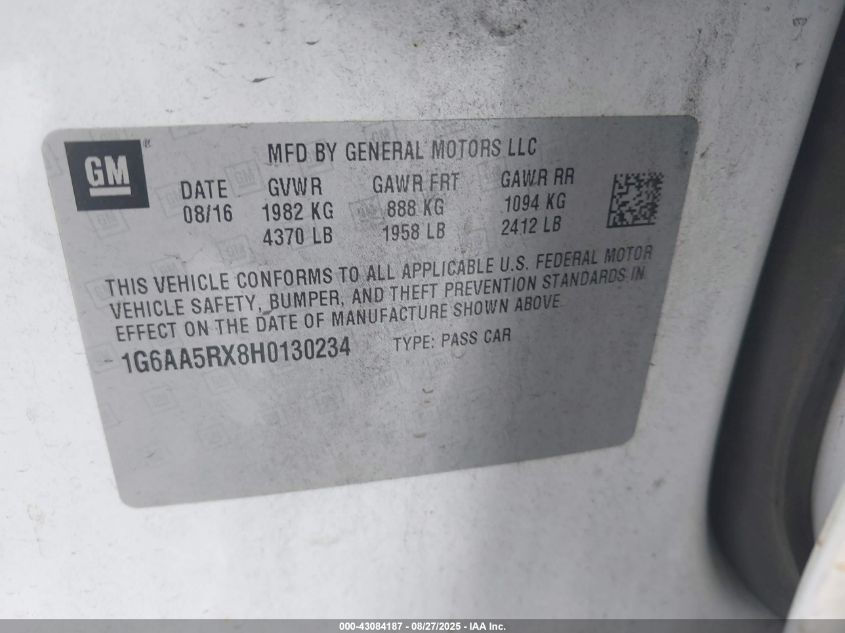 GM ®
MFD BY GENERAL MOTORS LLC
DATE GVWR GAWR FRT GAWR RR
08/16 1982 KG 888 KG 1094 KG
4370 LB 1958 LB 2412 LB
THIS VEHICLE CONFORMS TO ALL APPLICABLE U.S. FEDERAL MOTOR
VEHICLE SAFETY, BUMPER, AND THEFT PREVENTION STANDARDS IN
EFFECT ON THE DATE OF MANUFACTURE SHOWN ABOVE.
1G6AA5RX8H0130234 TYPE: PASS CAR
000-43084187 - 08/27/2025 - IAA Inc.